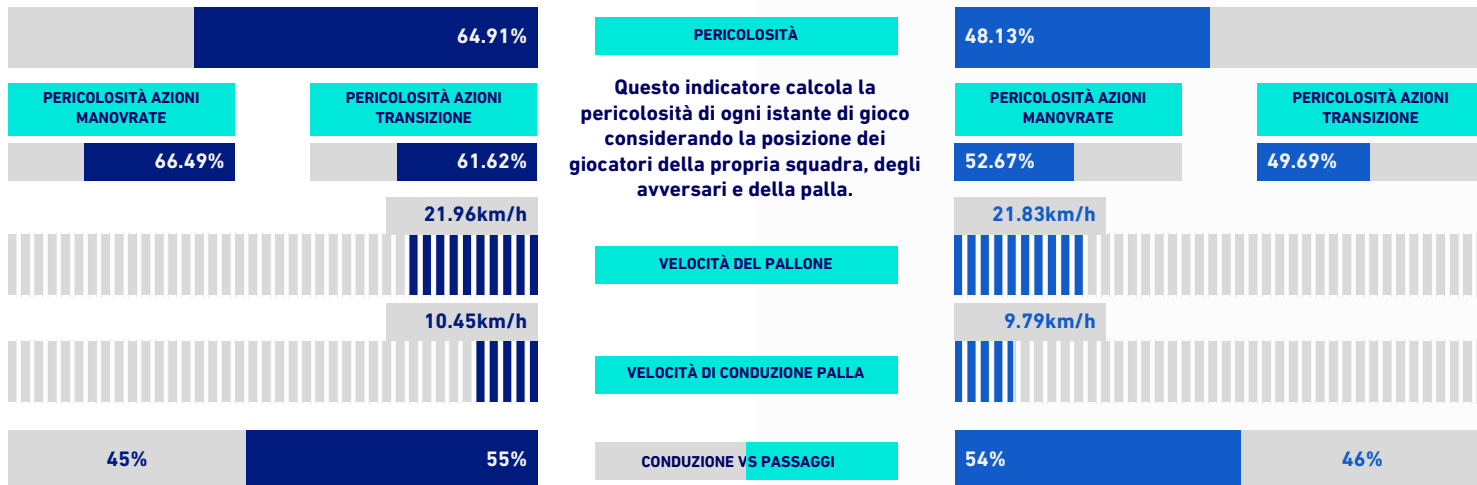 64.91%
PERICOLOSITÀ
48.13%
PERICOLOSITÀ AZIONI
MANOVRATE
PERICOLOSITÀ AZIONI
TRANSIZIONE
Questo indicatore calcola la
pericolosità di ogni istante di gioco
considerando la posizione dei
giocatori della propria squadra, degli
avversari e della palla.
PERICOLOSITÀ AZIONI
MANOVRATE
PERICOLOSITÀ AZIONI
TRANSIZIONE
66.49%
61.62%
52.67%
49.69%
21.96km/h
21.83km/h
VELOCITÀ DEL PALLONE
10.45km/h
9.79km/h
VELOCITÀ DI CONDUZIONE PALLA
45%
55%
CONDUZIONE VS PASSAGGI
54%
46%